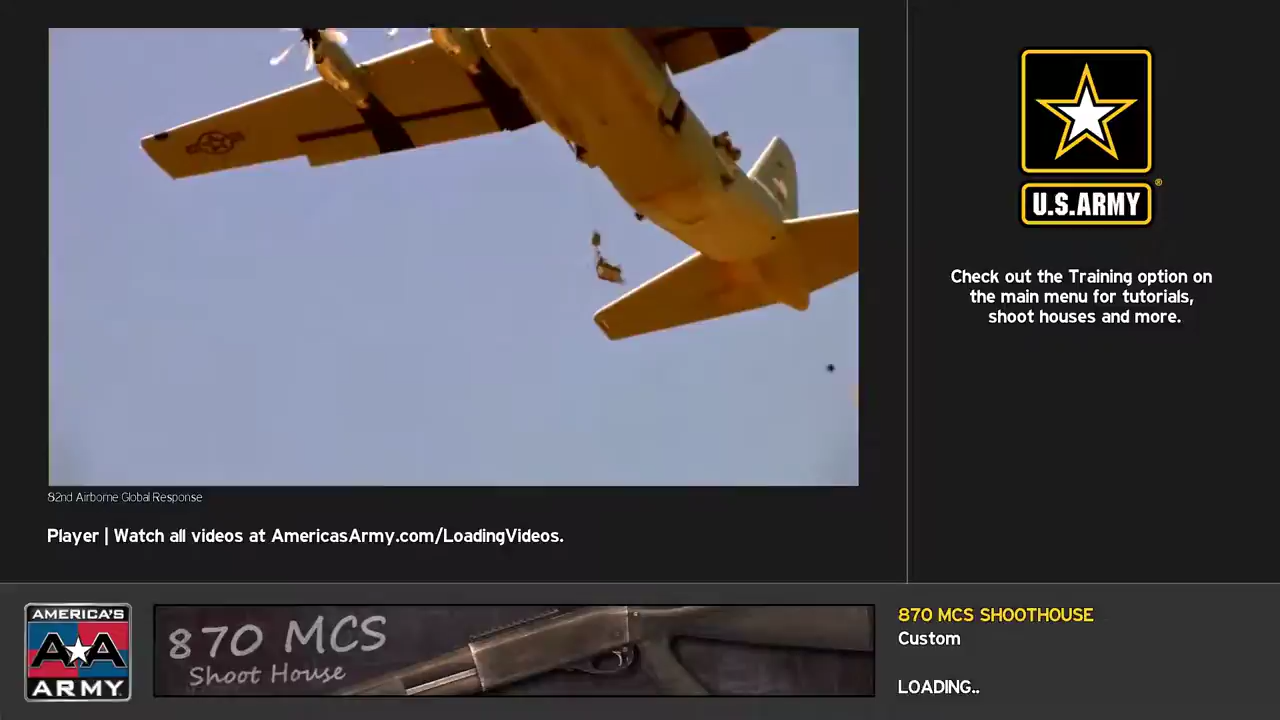 U.S.ARMY®
Check out the Training option on
the main menu for tutorials,
shoot houses and more.
82nd Airborne Global Response
Player | Watch all videos at AmericasArmy.com/LoadingVideos.
AMERICA'S
AA
ARMY
870 MCS
Shoot House
870 MCS SHOOTHOUSE
Custom
LOADING..